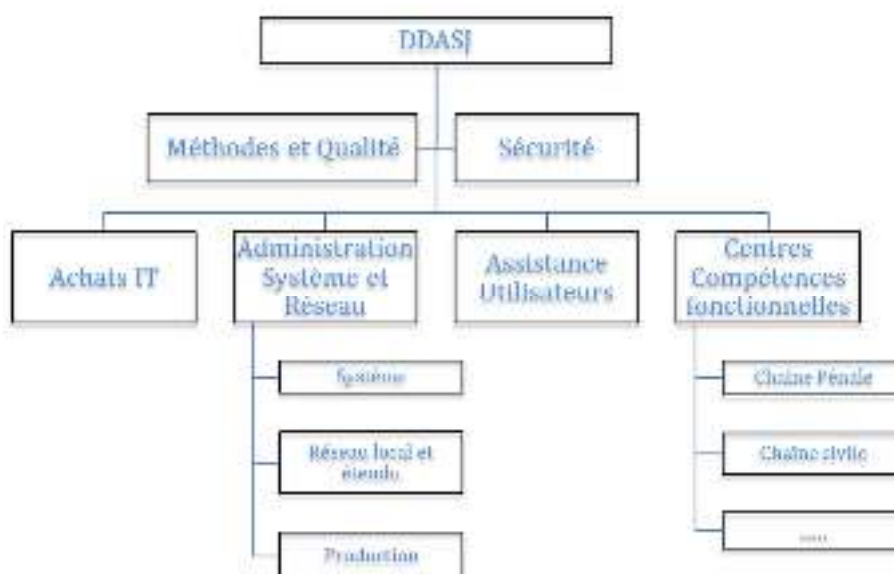 DDASJ
Méthodes et Qualité
Sécurité
Achats IT
Administration
Système et
Réseau
Assistance
Utilisateurs
Centres
Compétences
fonctionnelles
Système
Réseau local et
étendu
Production
Chaîne Pénale
Chaîne civile
.....